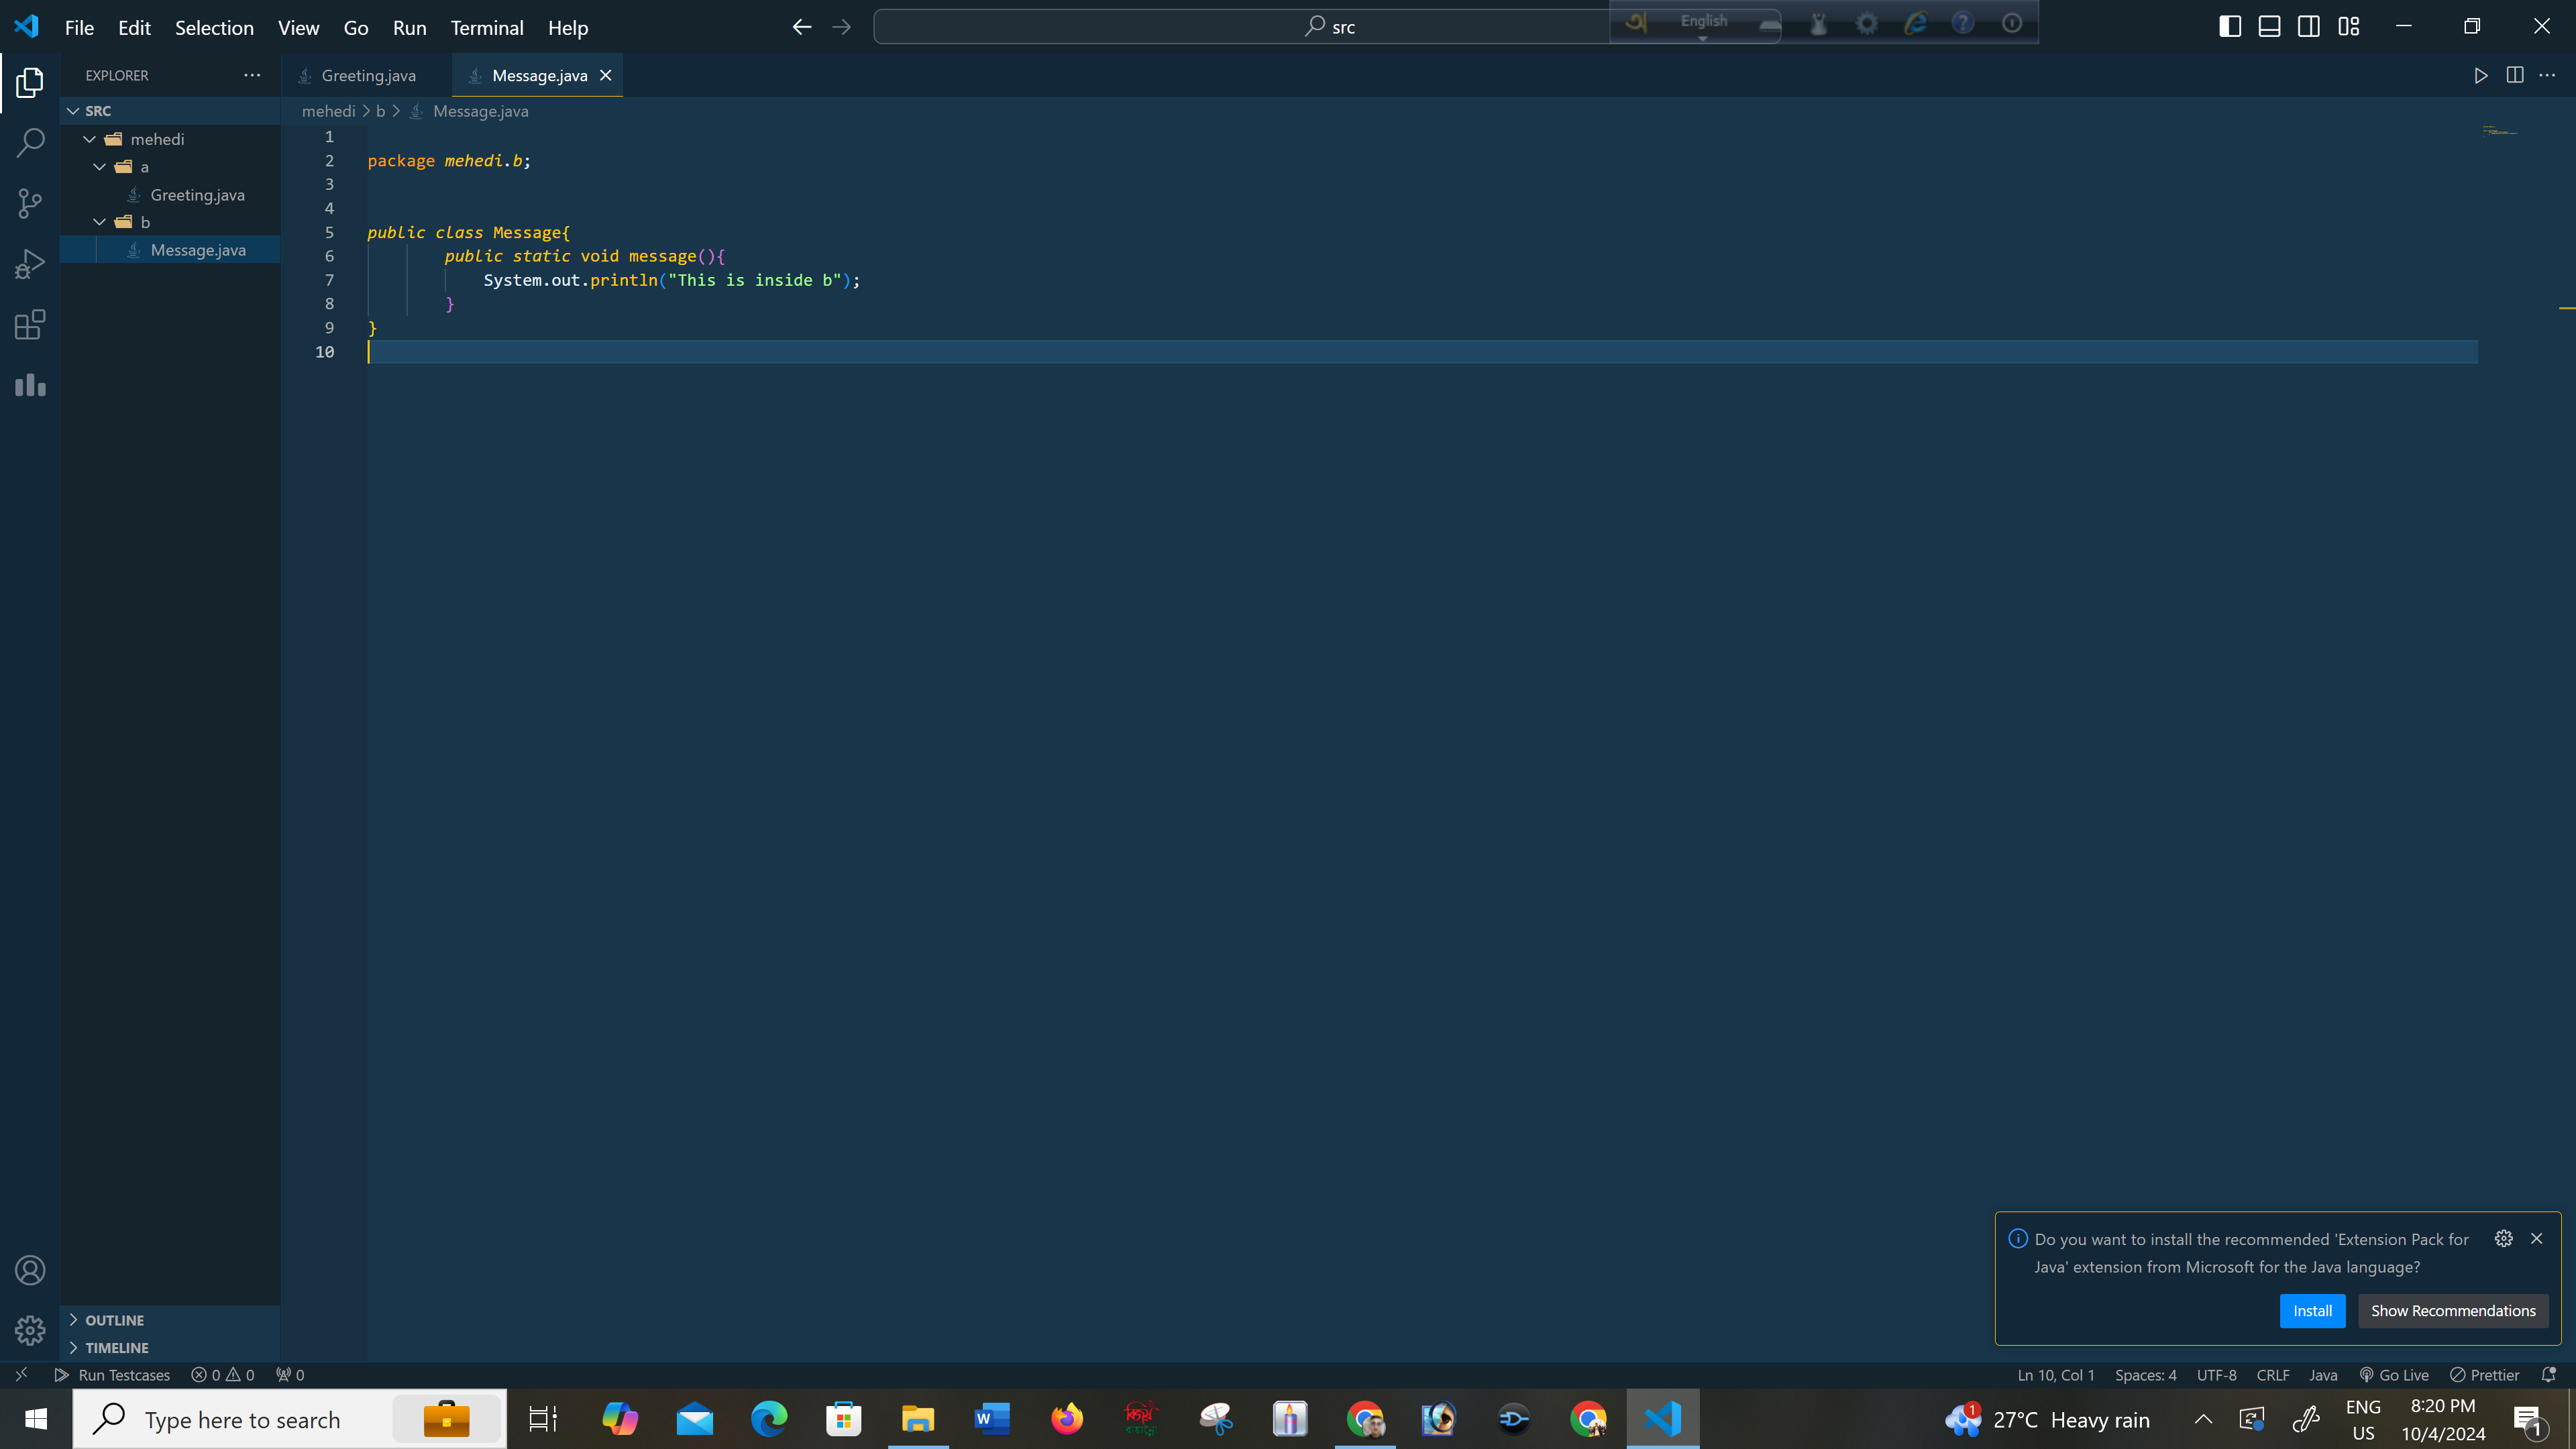 File Edit Selection View Go Run Terminal Help
src
English
EXPLORER
Greeting.java
Message.java
SRC
mehedi
a
Greeting.java
b
Message.java
mehedi > b > Message.java
1
2 package mehedi.b;
3
4
5 public class Message{
6 public static void message(){
7 System.out.println("This is inside b");
8 }
9 }
10
Do you want to install the recommended 'Extension Pack for
Java' extension from Microsoft for the Java language?
Install Show Recommendations
OUTLINE
TIMELINE
Run Testcases 0 0 0
Ln 10, Col 1 Spaces: 4 UTF-8 CRLF Java Go Live Prettier
Type here to search
1
27°C Heavy rain
ENG
US
8:20 PM
10/4/2024
1